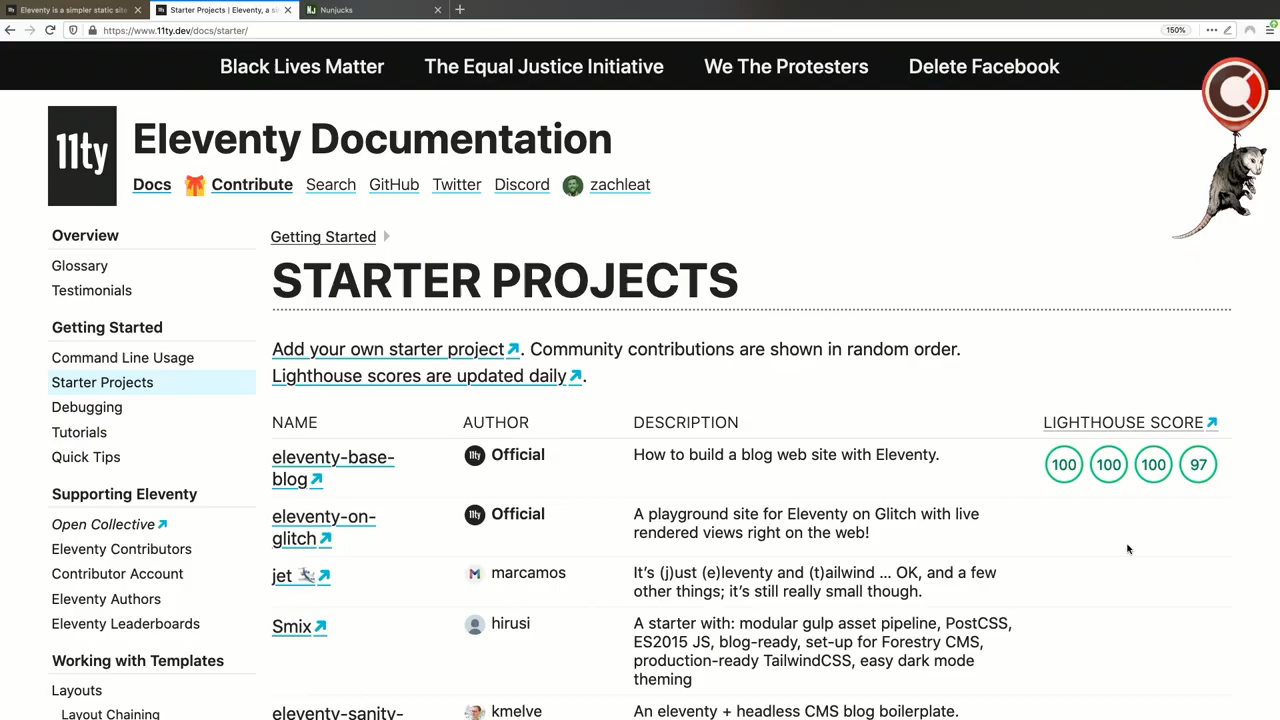 Eleventy is a simpler static sit
Starter Projects | Eleventy, a si
Nunjucks
https://www.11ty.dev/docs/starter/
150%
Black Lives Matter
The Equal Justice Initiative
We The Protesters
Delete Facebook
11ty
Eleventy Documentation
Docs
Contribute
Search
GitHub
Twitter
Discord
zachleat
Overview
Glossary
Testimonials
Getting Started
Command Line Usage
Starter Projects
Debugging
Tutorials
Quick Tips
Supporting Eleventy
Open Collective
Eleventy Contributors
Contributor Account
Eleventy Authors
Eleventy Leaderboards
Working with Templates
Layouts
Layout Chaining
Getting Started
STARTER PROJECTS
Add your own starter project. Community contributions are shown in random order.
Lighthouse scores are updated daily.
NAME AUTHOR DESCRIPTION LIGHTHOUSE SCORE
eleventy-base-
blog
11ty Official
How to build a blog web site with Eleventy.
100 100 100 97
eleventy-on-
glitch
11ty Official
A playground site for Eleventy on Glitch with live
rendered views right on the web!
jet
marcamos
It’s (j)ust (e)leventy and (t)ailwind ... OK, and a few
other things; it’s still really small though.
Smix
hirusi
A starter with: modular gulp asset pipeline, PostCSS,
ES2015 JS, blog-ready, set-up for Forestry CMS,
production-ready TailwindCSS, easy dark mode
theming
eleventy-sanity-
kmelve
An eleventy + headless CMS blog boilerplate.